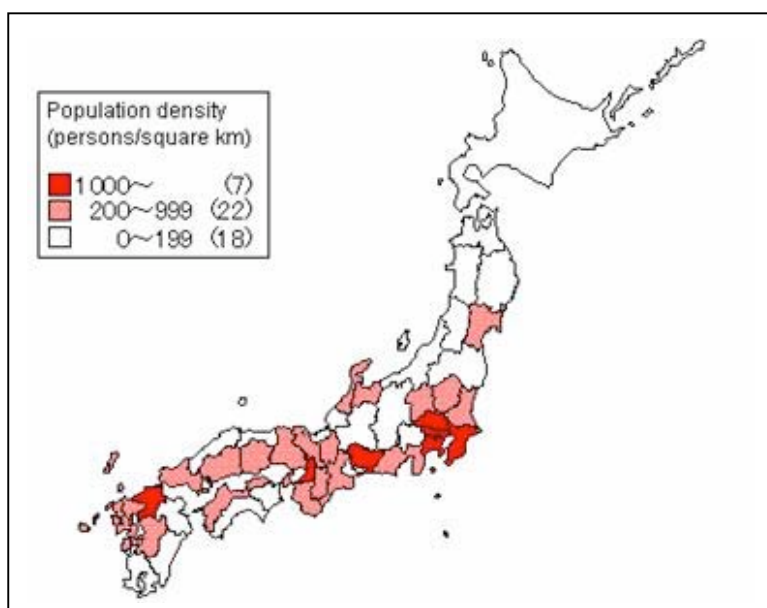 Population density
(persons/square km)
1000～ (7)
200～999 (22)
0～199 (18)